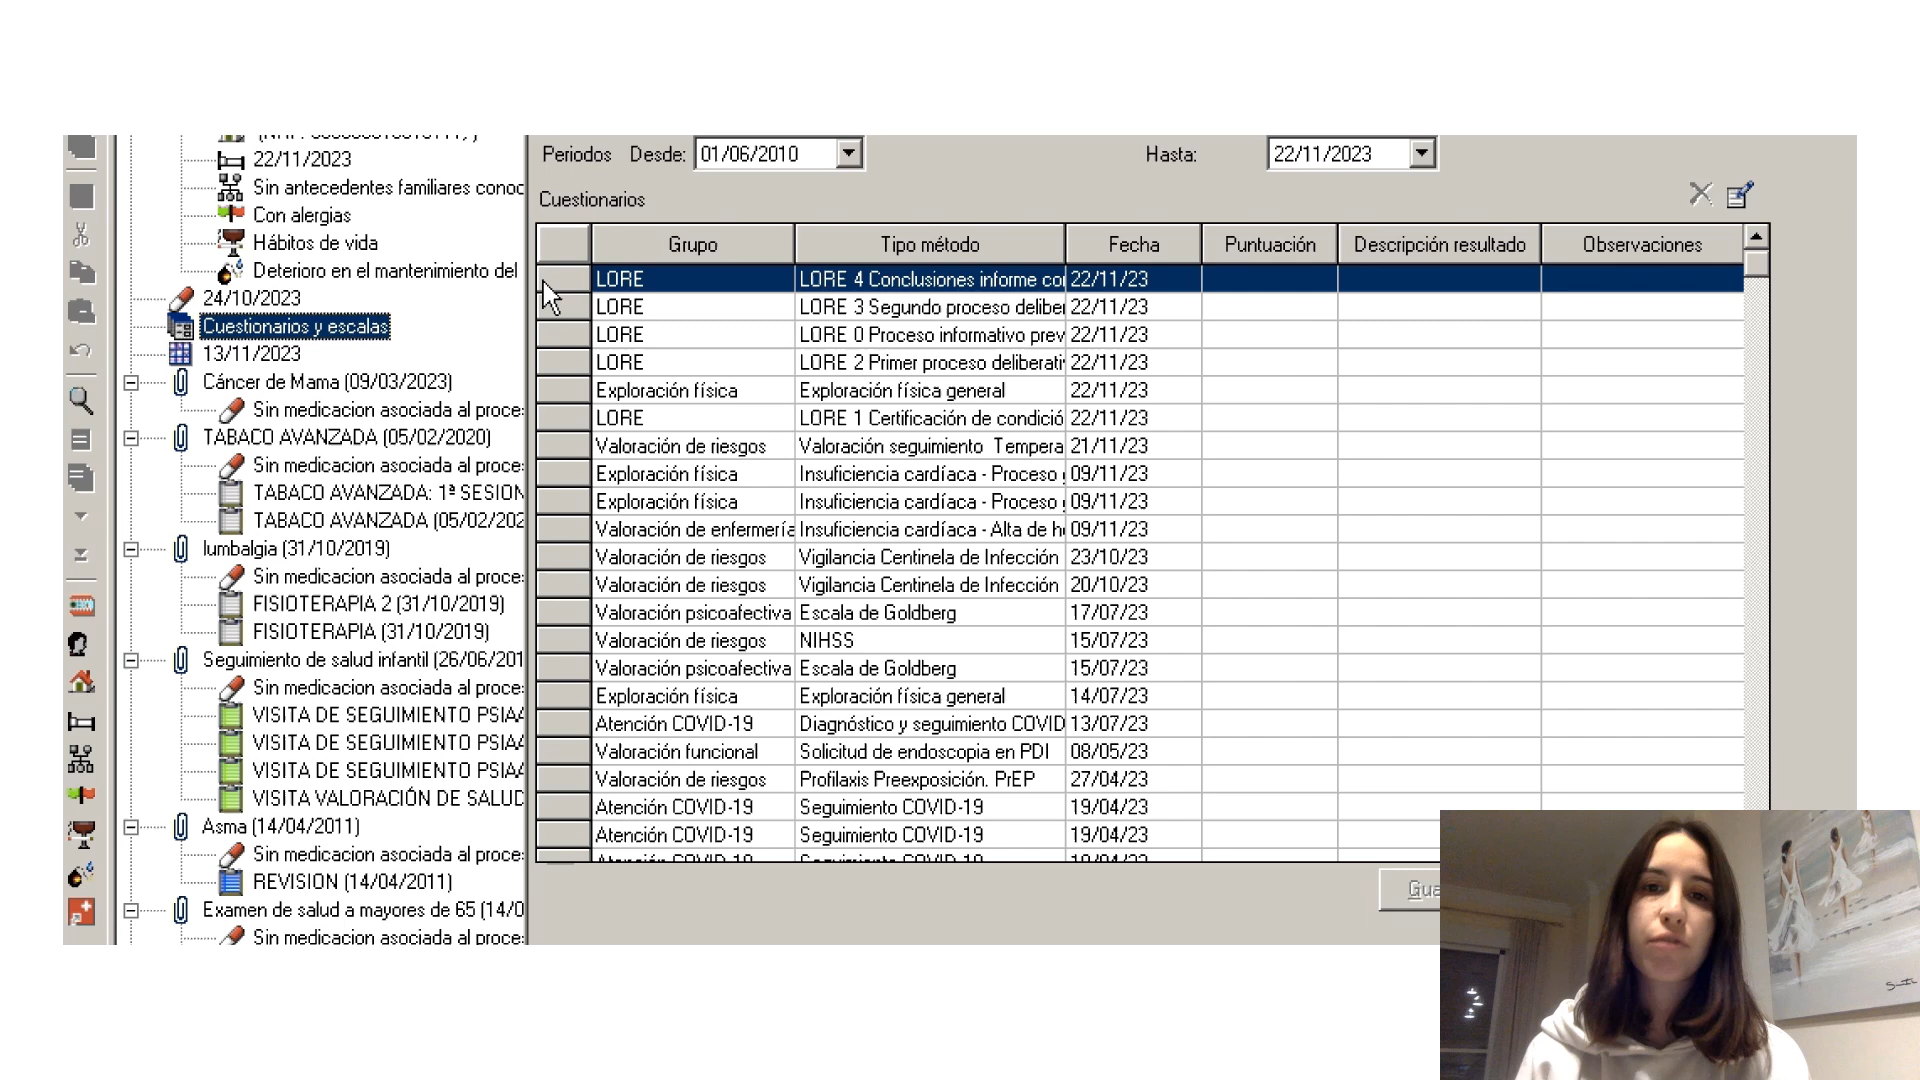 22/11/2023
Sin antecedentes familiares conoc
Con alergias
Hábitos de vida
Deterioro en el mantenimiento del
24/10/2023
Cuestionarios y escalas
13/11/2023
Cáncer de Mama (09/03/2023)
Sin medicacion asociada al proce
TABACO AVANZADA (05/02/2020)
Sin medicacion asociada al proce
TABACO AVANZADA: 1ª SESION
TABACO AVANZADA (05/02/202
lumbalgia (31/10/2019)
Sin medicacion asociada al proce
FISIOTERAPIA 2 (31/10/2019)
FISIOTERAPIA (31/10/2019)
Seguimiento de salud infantil (26/06/201
Sin medicacion asociada al proce
VISITA DE SEGUIMIENTO PSIAA
VISITA DE SEGUIMIENTO PSIAA
VISITA DE SEGUIMIENTO PSIAA
VISITA VALORACIÓN DE SALUD
Asma (14/04/2011)
Sin medicacion asociada al proce
REVISION (14/04/2011)
Examen de salud a mayores de 65 (14/0
Sin medicacion asociada al proce
Periodos Desde: 01/06/2010 Hasta: 22/11/2023
Cuestionarios
Grupo Tipo método Fecha Puntuación Descripción resultado Observaciones
LORE LORE 4 Conclusiones informe co 22/11/23
LORE LORE 3 Segundo proceso deliber 22/11/23
LORE LORE 0 Proceso informativo prev 22/11/23
LORE LORE 2 Primer proceso deliberati 22/11/23
Exploración física Exploración física general 22/11/23
LORE LORE 1 Certificación de condició 22/11/23
Valoración de riesgos Valoración seguimiento Tempera 21/11/23
Exploración física Insuficiencia cardíaca - Proceso 09/11/23
Exploración física Insuficiencia cardíaca - Proceso 09/11/23
Valoración de enfermería Insuficiencia cardíaca - Alta de h 09/11/23
Valoración de riesgos Vigilancia Centinela de Infección 23/10/23
Valoración de riesgos Vigilancia Centinela de Infección 20/10/23
Valoración psicoafectiva Escala de Goldberg 17/07/23
Valoración de riesgos NIHSS 15/07/23
Valoración psicoafectiva Escala de Goldberg 15/07/23
Exploración física Exploración física general 14/07/23
Atención COVID-19 Diagnóstico y seguimiento COVID 13/07/23
Valoración funcional Solicitud de endoscopia en PDI 08/05/23
Valoración de riesgos Profilaxis Preexposición. PrEP 27/04/23
Atención COVID-19 Seguimiento COVID-19 19/04/23
Atención COVID-19 Seguimiento COVID-19 19/04/23
Gua